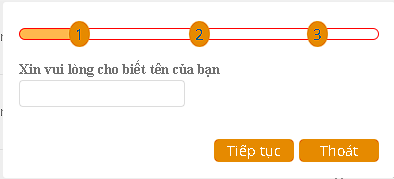 1 2 3
Xin vui lòng cho biết tên của bạn
Tiếp tục Thoát